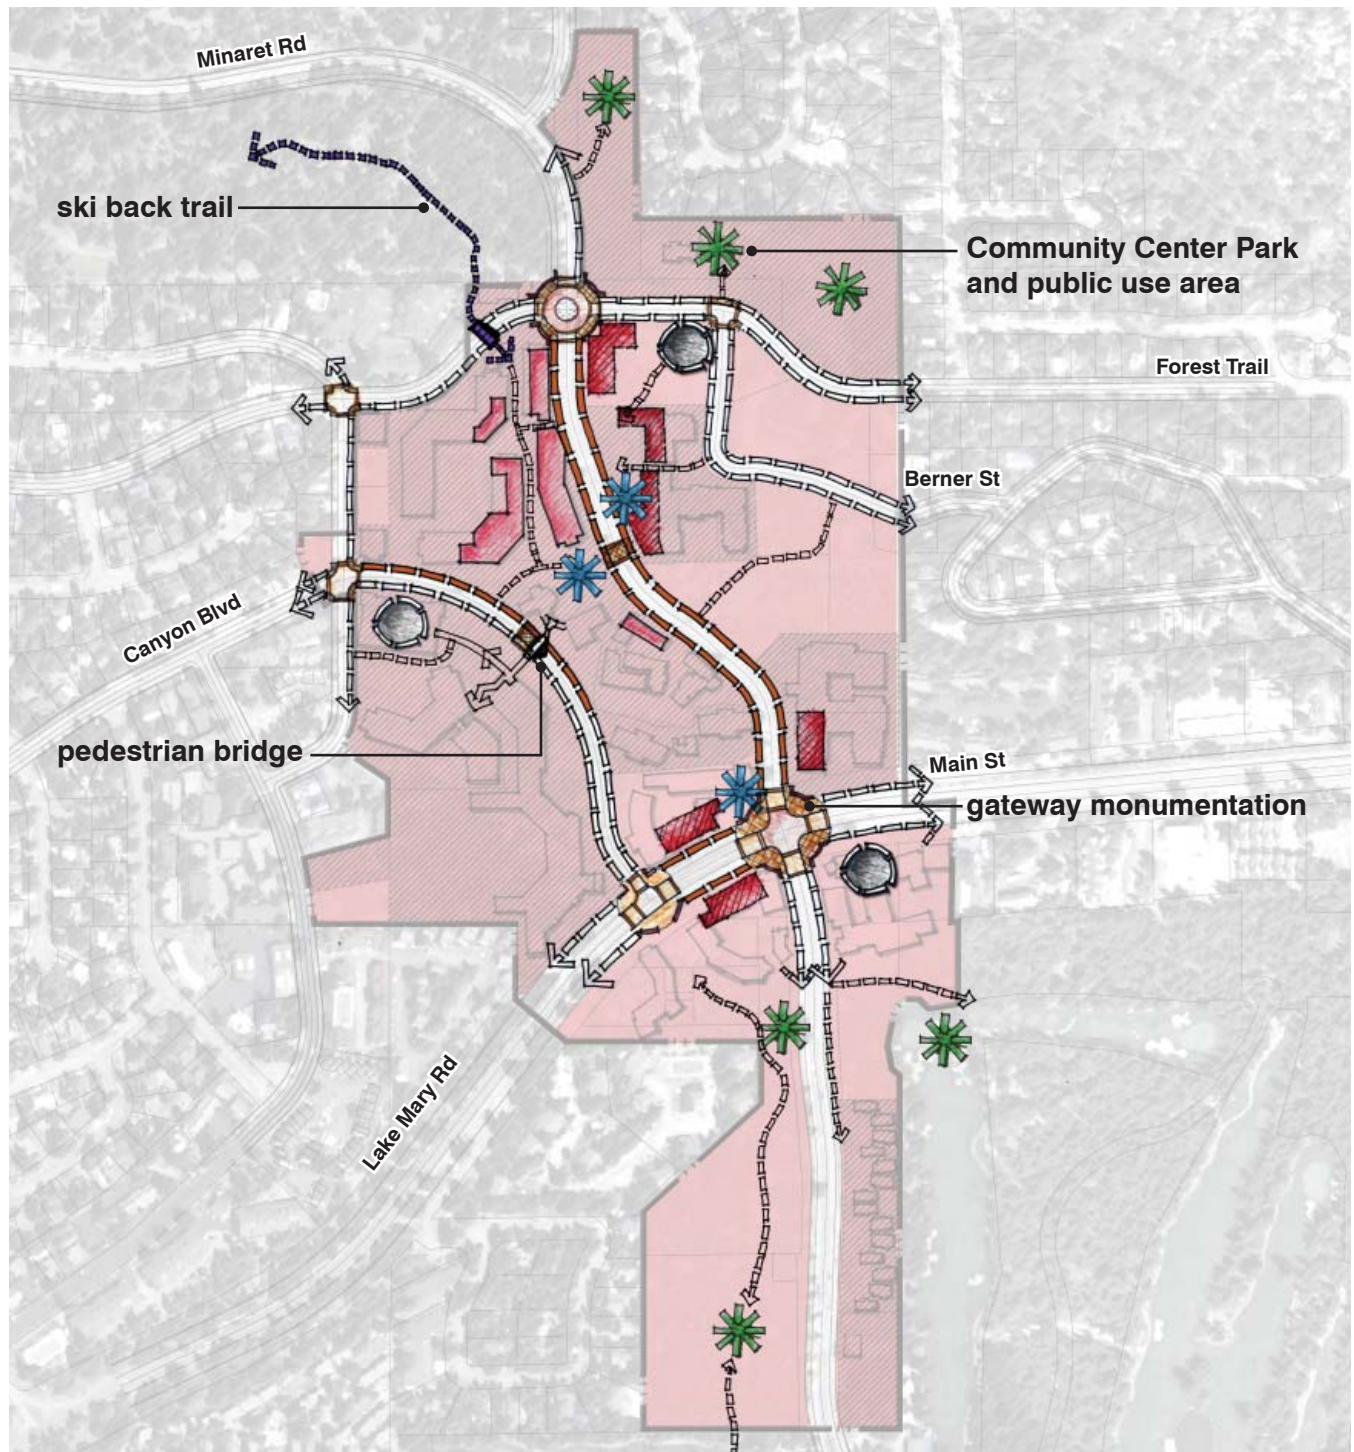 Minaret Rd
ski back trail
Community Center Park
and public use area
Forest Trail
Berner St
Canyon Blvd
pedestrian bridge
Main St
gateway monumentation
Lake Mary Rd